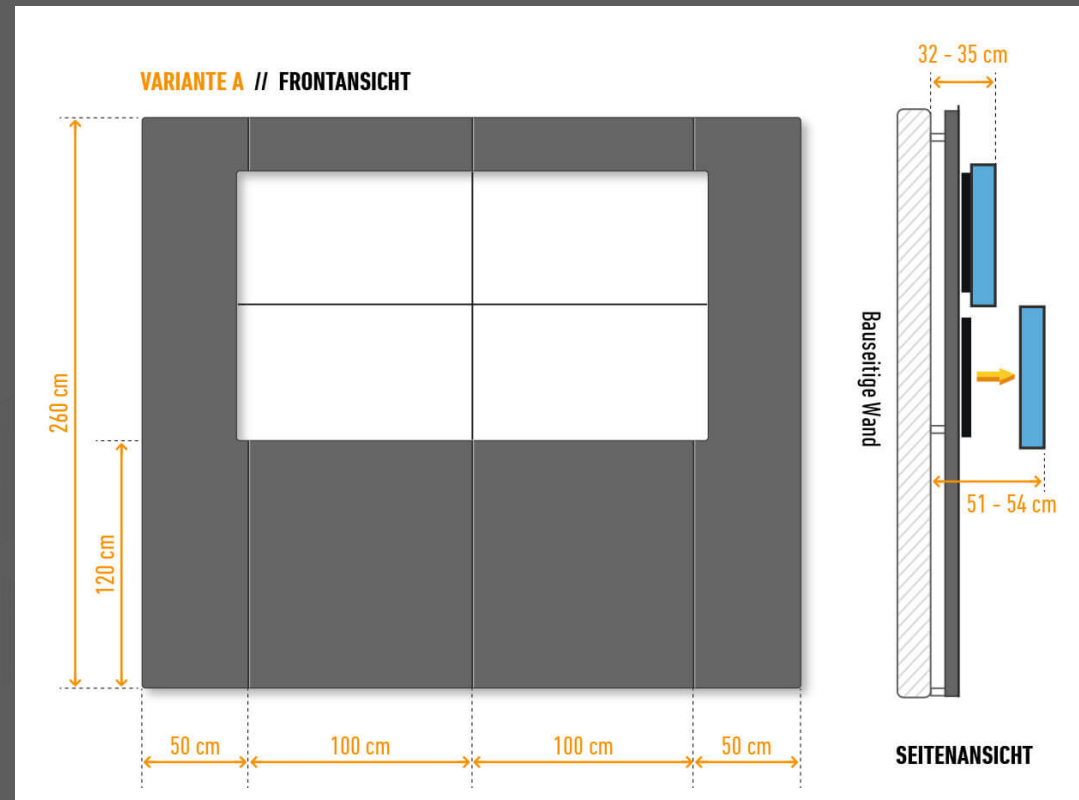 VARIANTE A // FRONTANSICHT
32 - 35 cm
260 cm
120 cm
Bauseitige Wand
51 - 54 cm
50 cm
100 cm
100 cm
50 cm
SEITENANSICHT